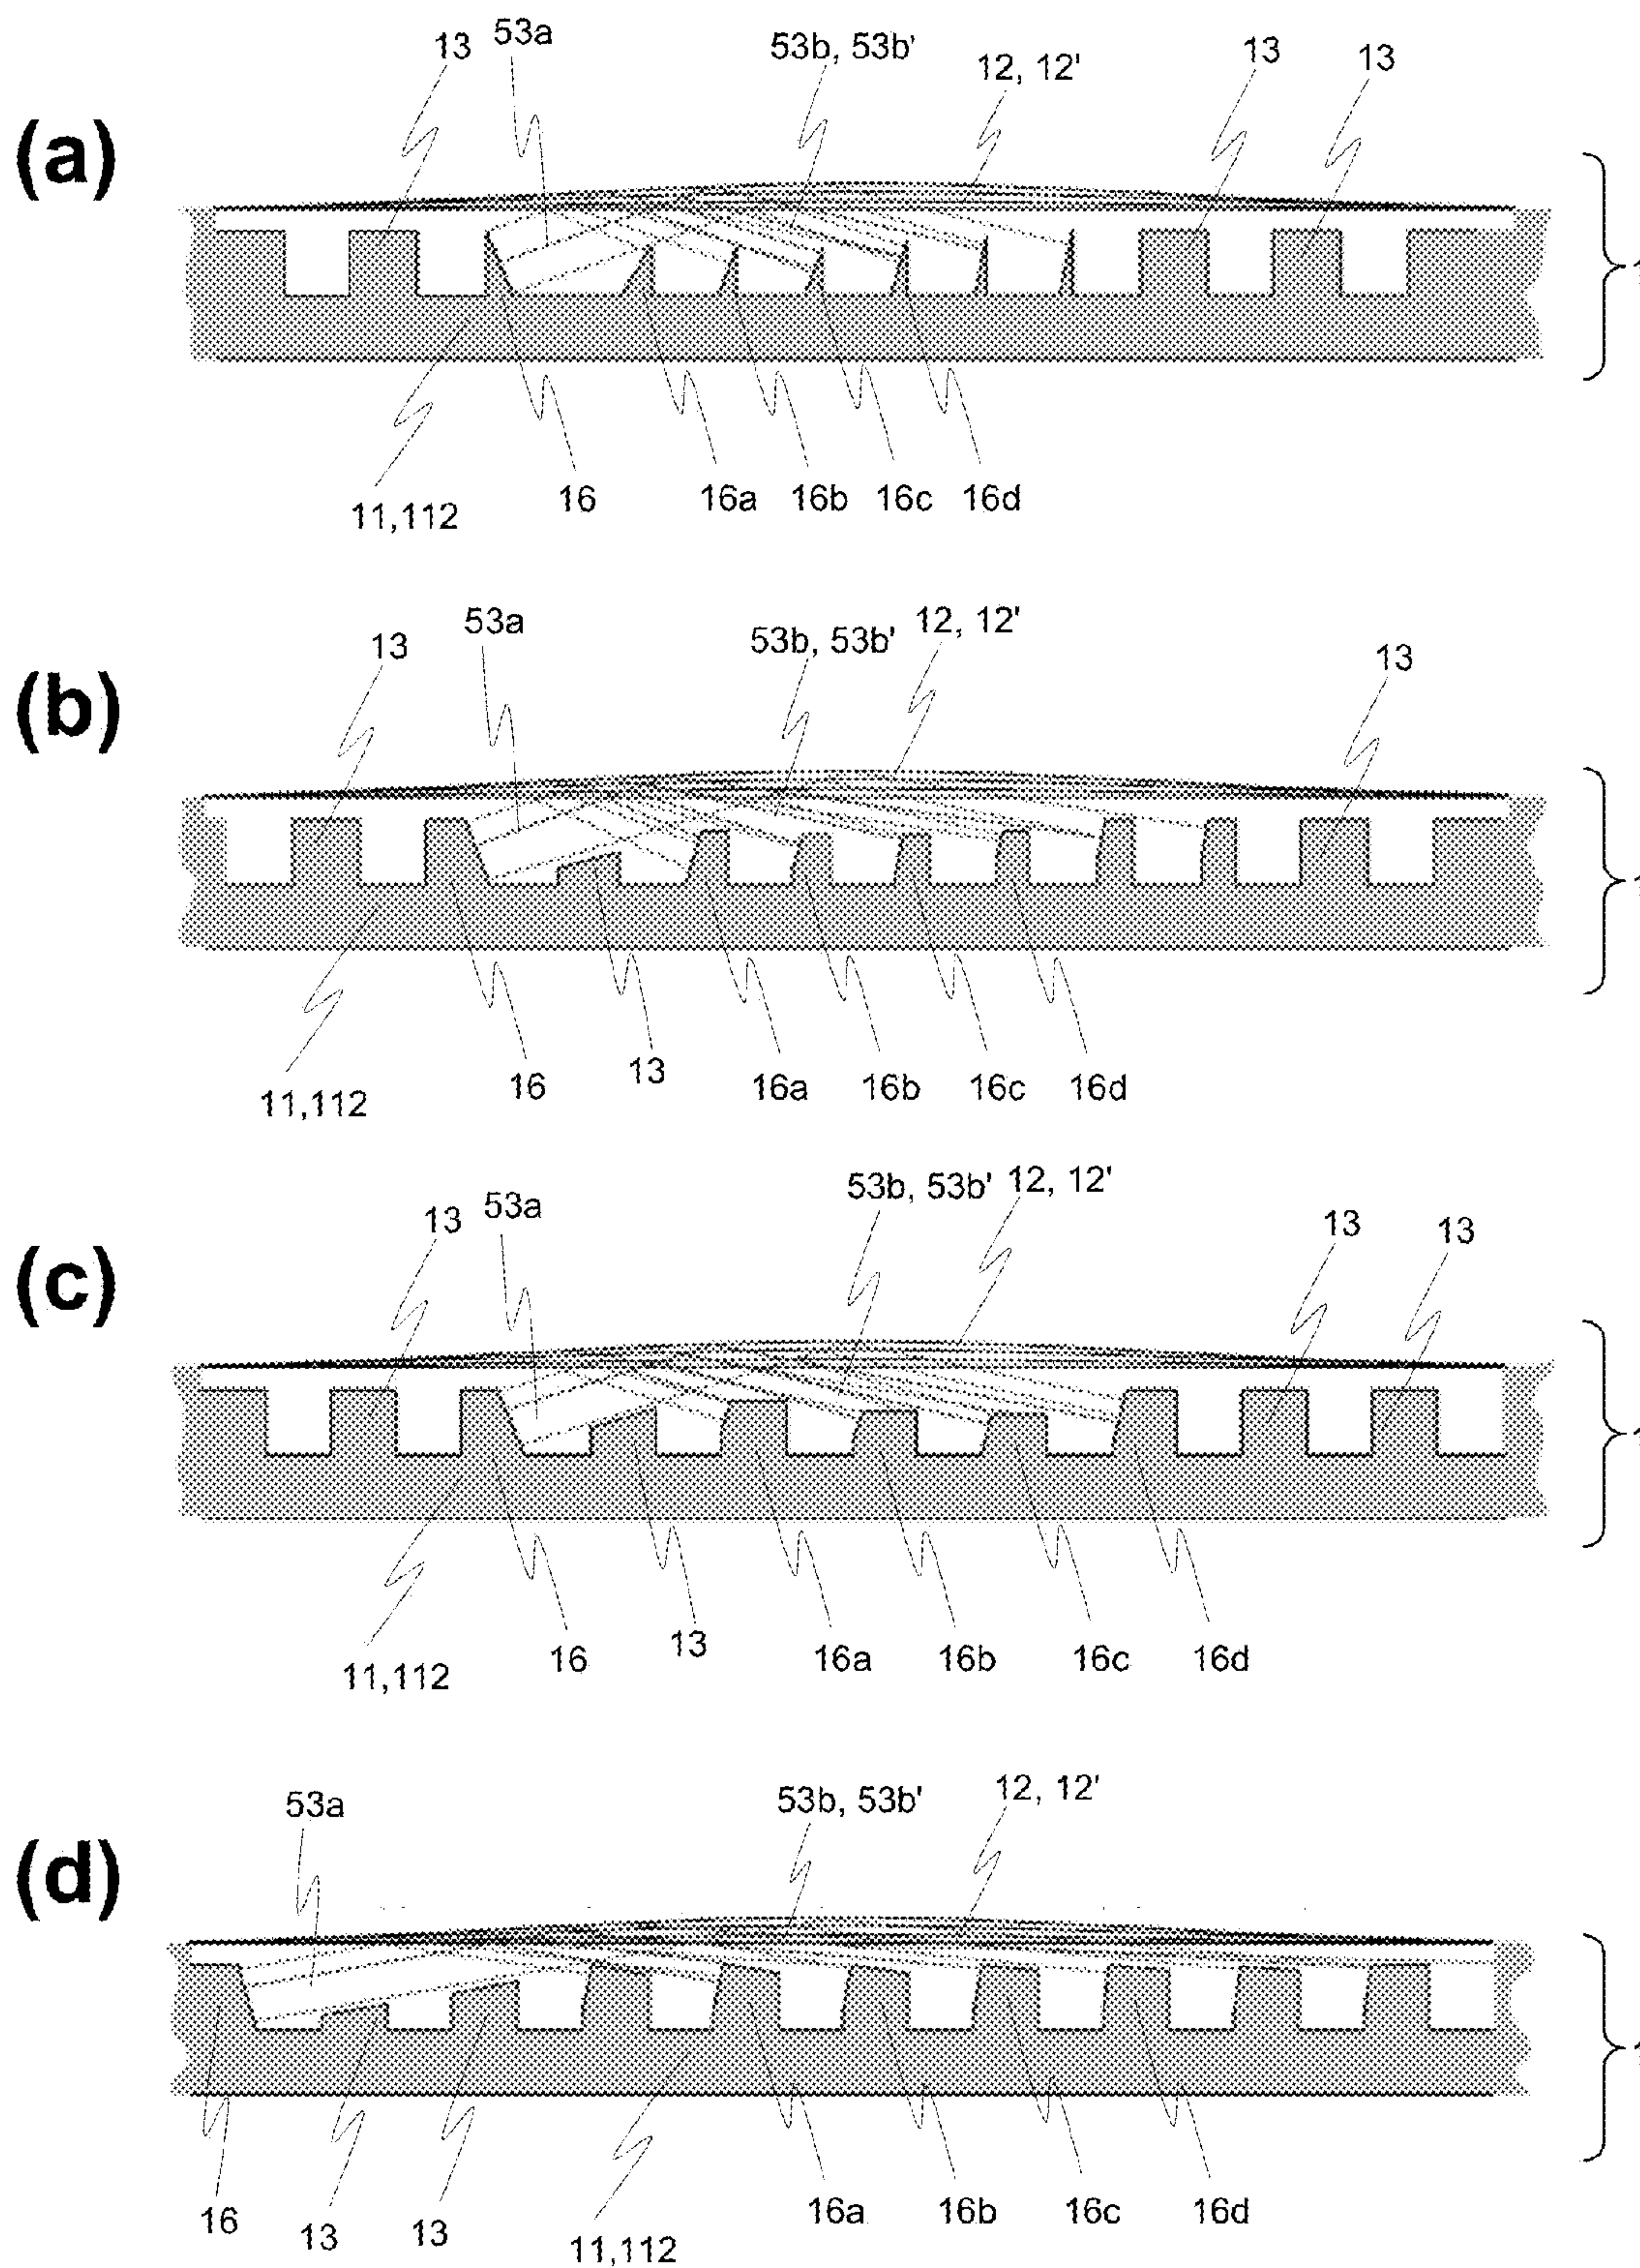 (a)
13 53a 53b, 53b' 12, 12' 13 13
11,112 16 16a 16b 16c 16d
(b)
13 53a 53b, 53b' 12, 12' 13
11,112 16 13 16a 16b 16c 16d
(c)
13 53a 53b, 53b' 12, 12' 13 13
11,112 16 13 16a 16b 16c 16d
(d)
53a 53b, 53b' 12, 12'
16 13 13 11,112 16a 16b 16c 16d